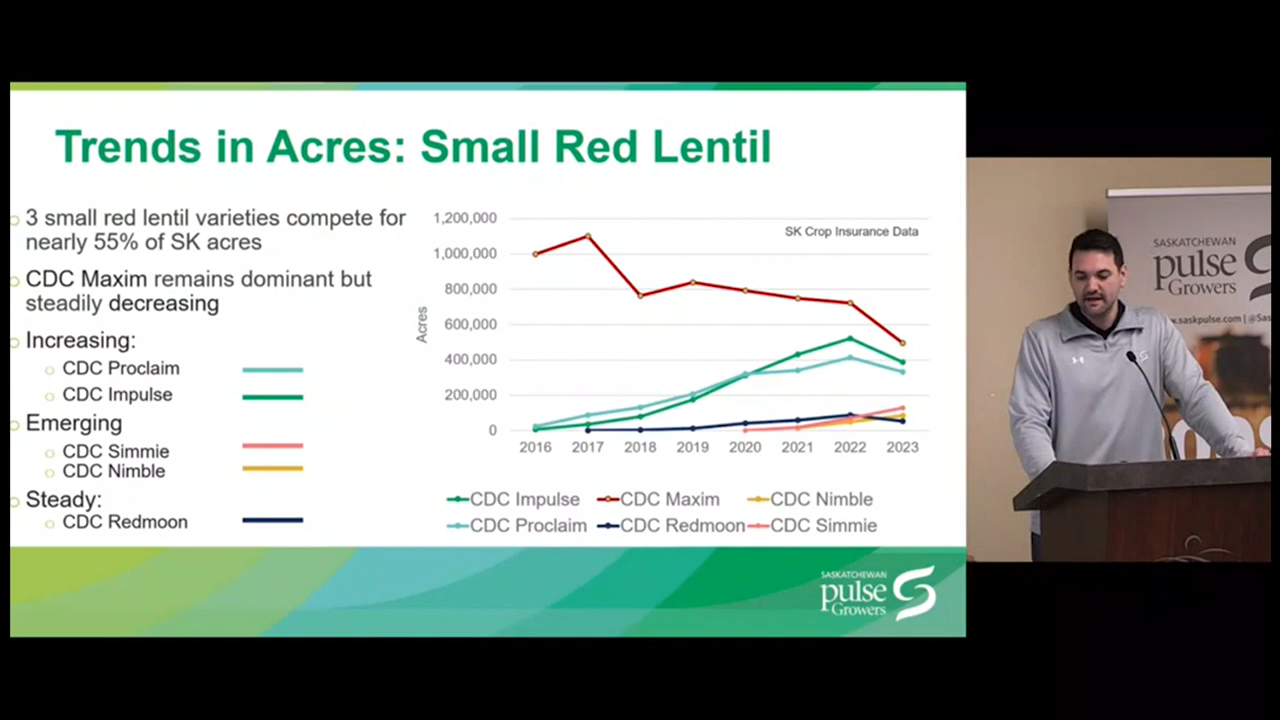 Trends in Acres: Small Red Lentil
3 small red lentil varieties compete for
nearly 55% of SK acres
CDC Maxim remains dominant but
steadily decreasing
Increasing:
CDC Proclaim
CDC Impulse
Emerging
CDC Simmie
CDC Nimble
Steady:
CDC Redmoon
SK Crop Insurance Data
Acres
1,200,000
1,000,000
800,000
600,000
400,000
200,000
0
2016 2017 2018 2019 2020 2021 2022 2023
CDC Impulse CDC Maxim CDC Nimble
CDC Proclaim CDC Redmoon CDC Simmie
SASKATCHEWAN
pulse
Growers
SASKATCHEWAN
pulse
Growers
w.saskpulse.com | @Sas